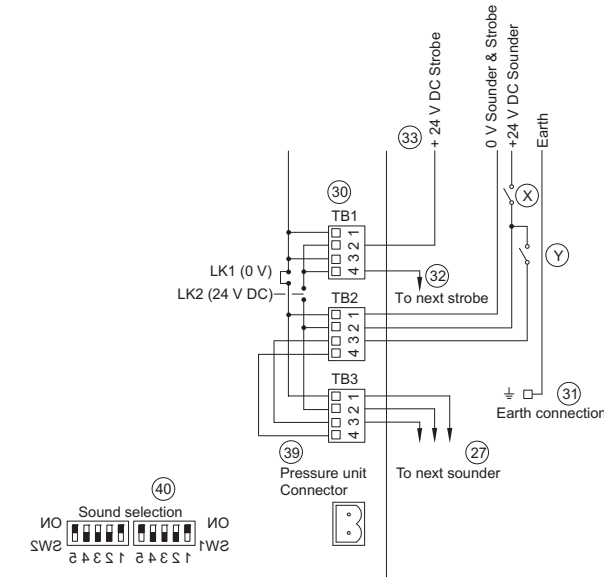 + 24 V DC Strobe
0 V Sounder & Strobe
+24 V DC Sounder
Earth
33
30
TB1
1
2
3
4
X
Y
LK1 (0 V)
LK2 (24 V DC)
32
To next strobe
TB2
1
2
3
4
TB3
1
2
3
4
31
Earth connection
39
Pressure unit
Connector
27
To next sounder
40
Sound selection
ON
ON
SW2
SW1
1 2 3 4 5
1 2 3 4 5